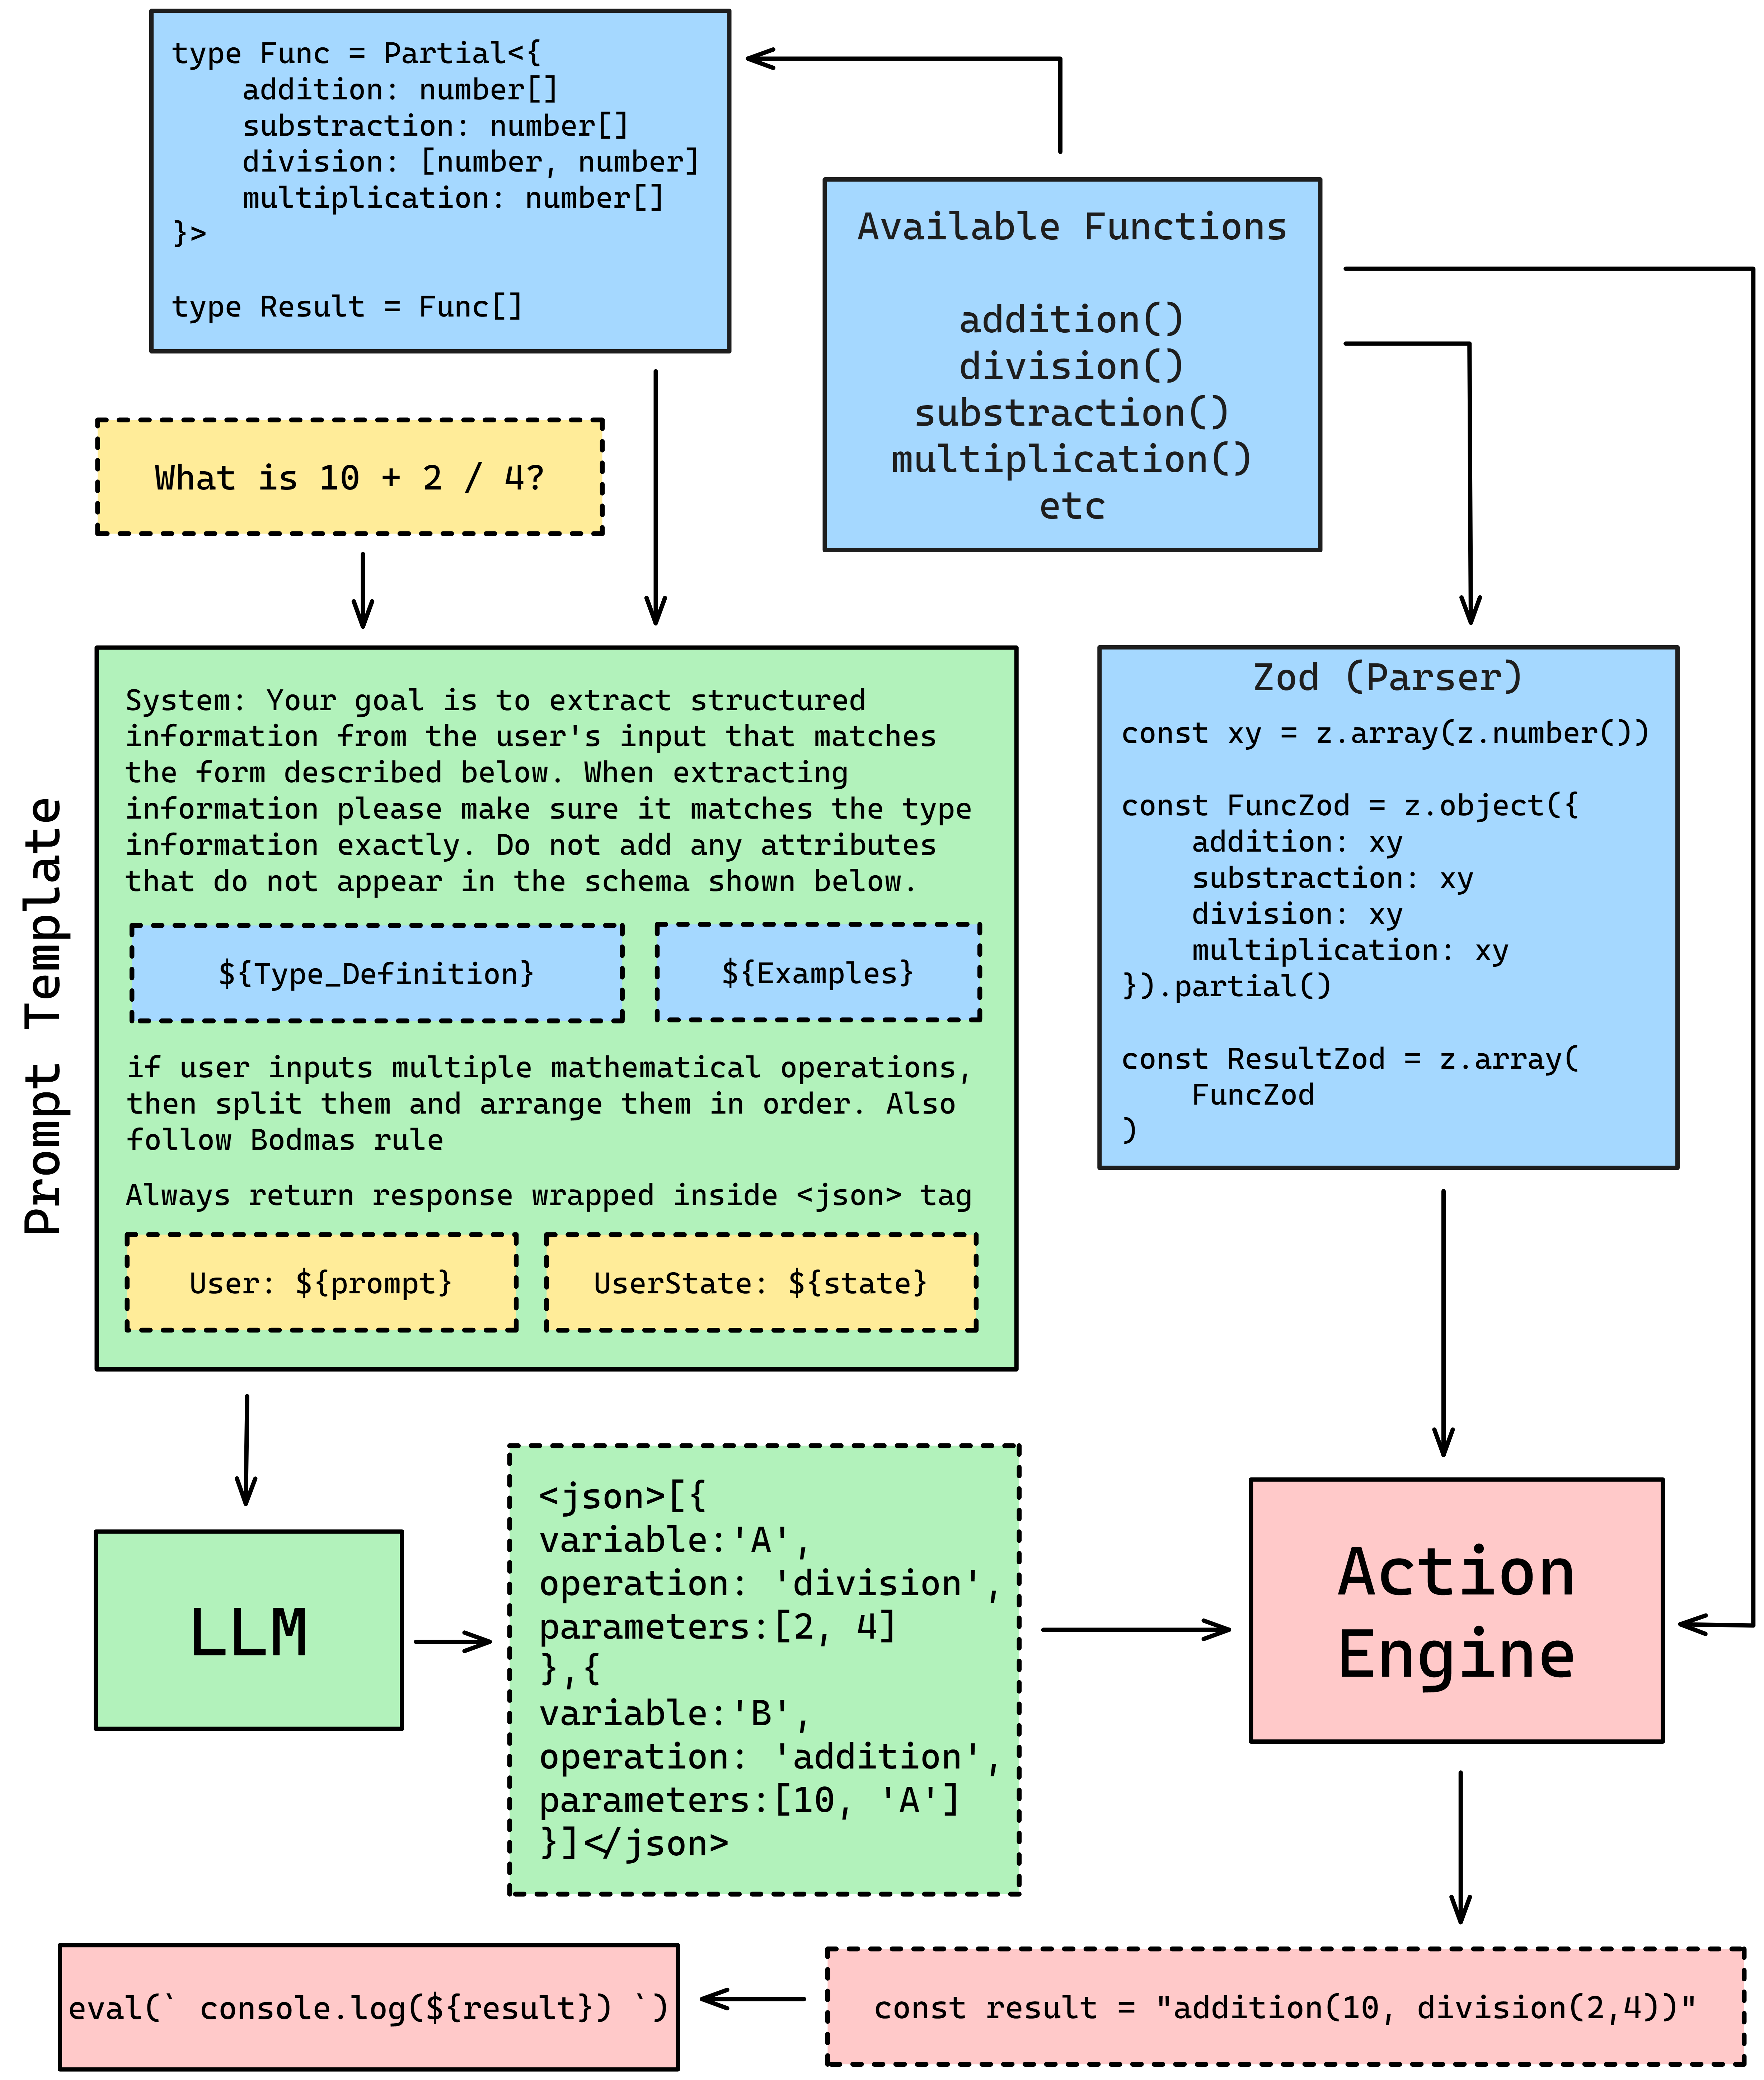 type Func = Partial<{
    addition: number[]
    substraction: number[]
    division: [number, number]
    multiplication: number[]
}>
type Result = Func[]
Available Functions
addition()
division()
substraction()
multiplication()
etc
What is 10 + 2 / 4?
Prompt Template
System: Your goal is to extract structured
information from the user's input that matches
the form described below. When extracting
information please make sure it matches the type
information exactly. Do not add any attributes
that do not appear in the schema shown below.
${Type_Definition}
${Examples}
if user inputs multiple mathematical operations,
then split them and arrange them in order. Also
follow Bodmas rule
Always return response wrapped inside <json> tag
User: ${prompt}
UserState: ${state}
Zod (Parser)
const xy = z.array(z.number())
const FuncZod = z.object({
    addition: xy
    substraction: xy
    division: xy
    multiplication: xy
}).partial()
const ResultZod = z.array(
    FuncZod
)
LLM
<json>[{
variable:'A',
operation: 'division',
parameters:[2, 4]
},{
variable:'B',
operation: 'addition',
parameters:[10, 'A']
}]</json>
Action
Engine
const result = "addition(10, division(2,4))"
eval(` console.log(${result}) `)